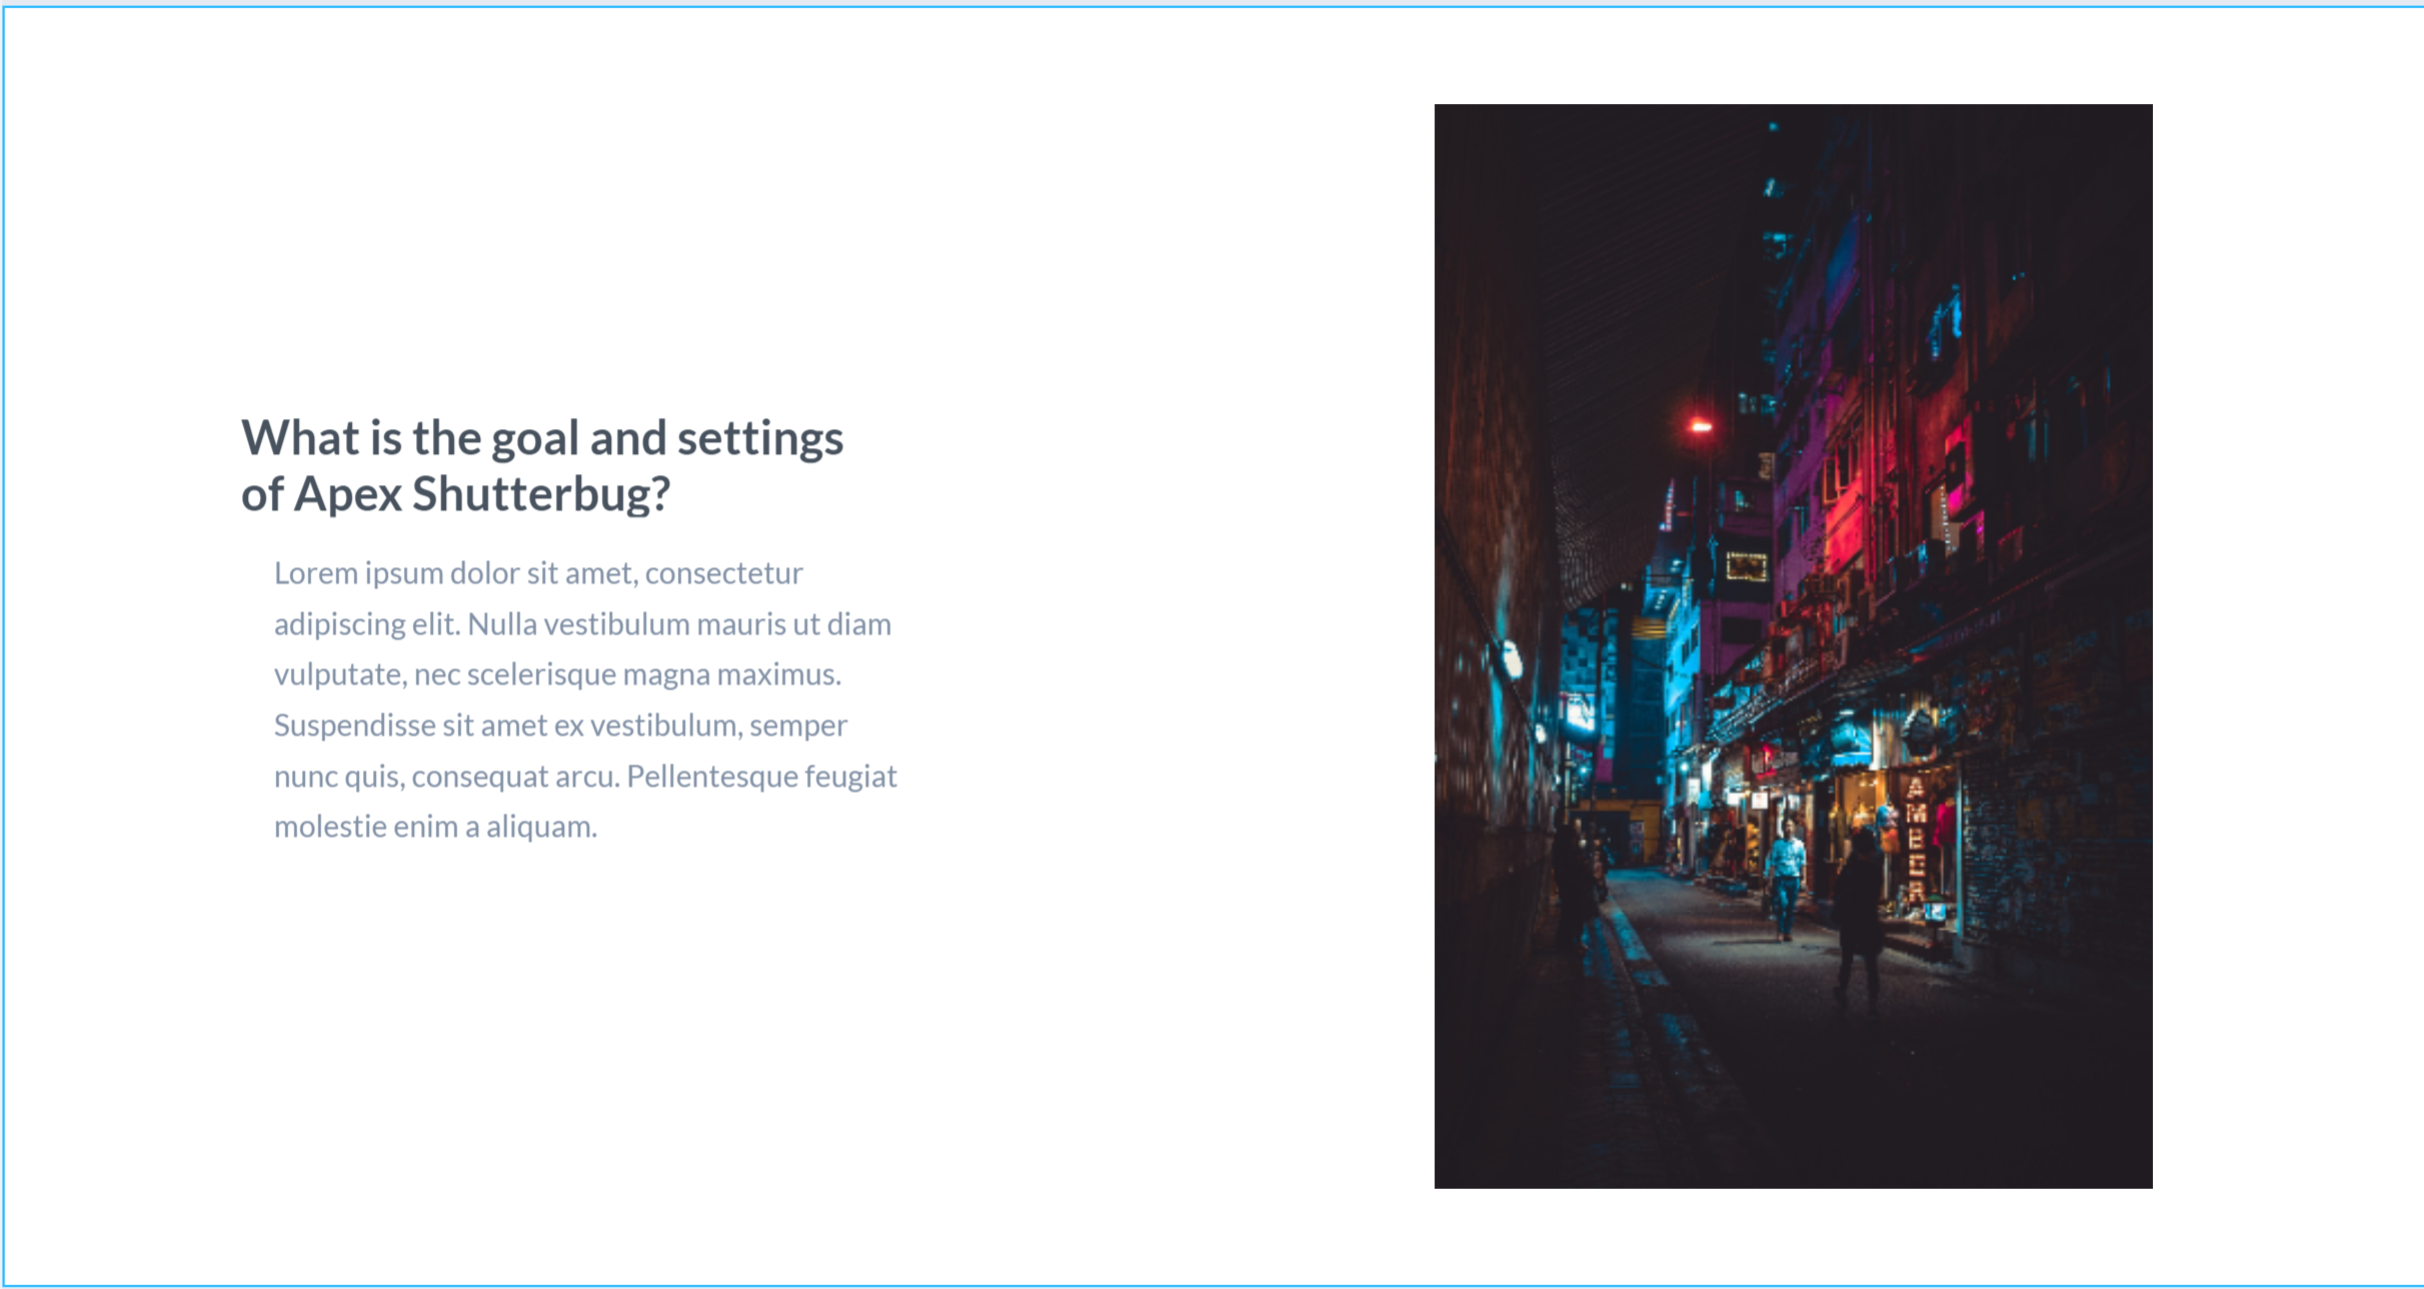 What is the goal and settings
of Apex Shutterbug?
Lorem ipsum dolor sit amet, consectetur
adipiscing elit. Nulla vestibulum mauris ut diam
vulputate, nec scelerisque magna maximus.
Suspendisse sit amet ex vestibulum, semper
nunc quis, consequat arcu. Pellentesque feugiat
molestie enim a aliquam.
AMBER